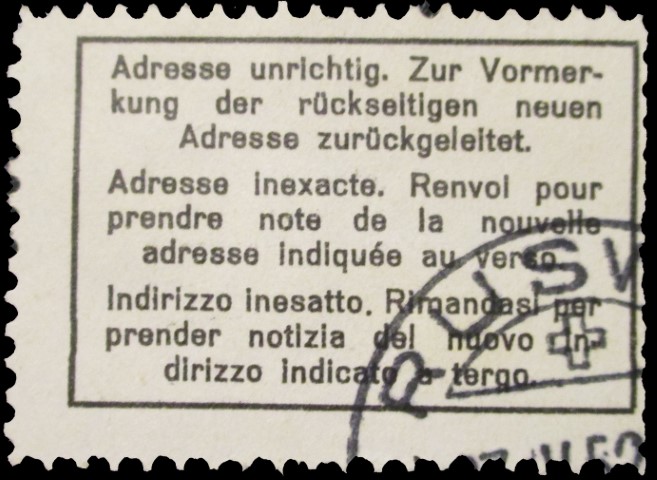 Adresse unrichtig. Zur Vormer-
kung der rückseitigen neuen
Adresse zurückgeleitet.
Adresse inexacte. Renvoi pour
prendre note de la nouvelle
adresse indiquée au verso.
Indirizzo inesatto. Rimandasi per
prender notizia del nuovo in-
dirizzo indicato a tergo.
RUSW